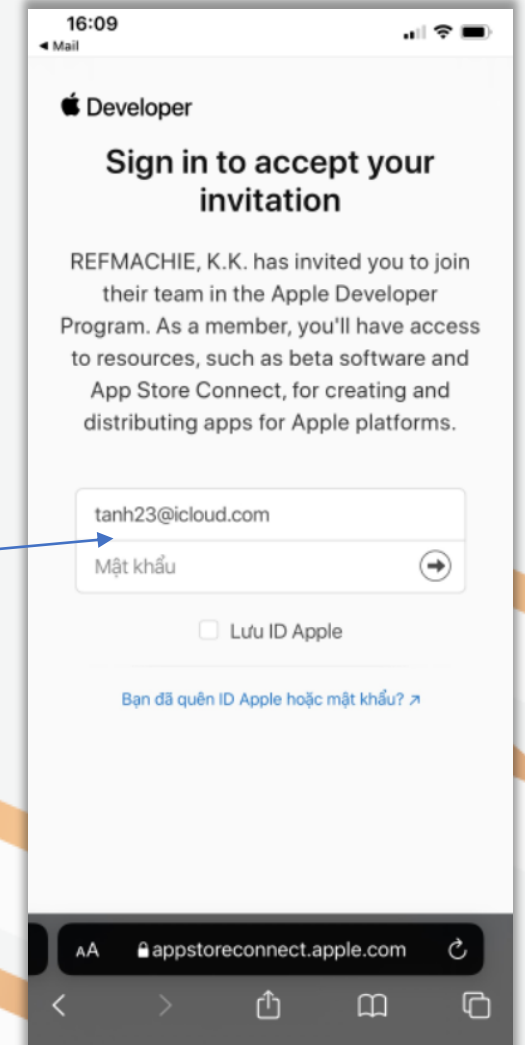 16:09
◀ Mail
Developer
Sign in to accept your
invitation
REFMACHIE, K.K. has invited you to join
their team in the Apple Developer
Program. As a member, you'll have access
to resources, such as beta software and
App Store Connect, for creating and
distributing apps for Apple platforms.
tanh23@icloud.com
Mật khẩu
Lưu ID Apple
Bạn đã quên ID Apple hoặc mật khẩu? ↗
AA appstoreconnect.apple.com